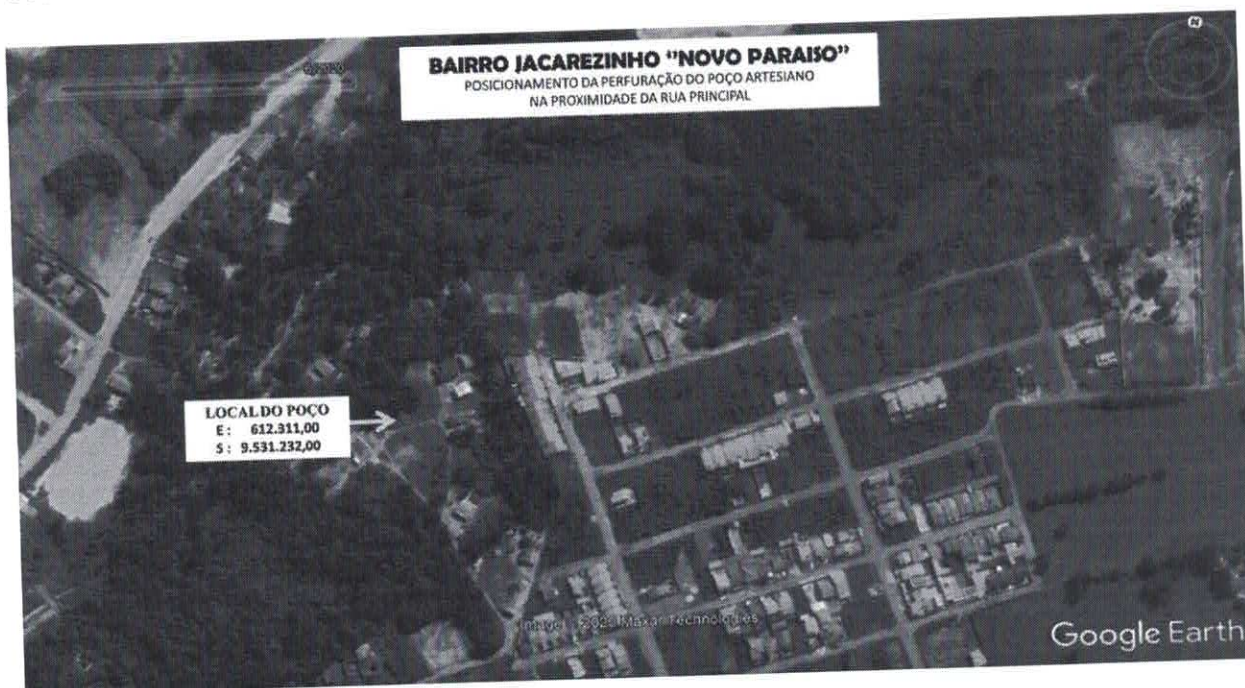 BAIRRO JACAREZINHO "NOVO PARAISO"
POSICIONAMENTO DA PERFURAÇÃO DO POÇO ARTESIANO
NA PROXIMIDADE DA RUA PRINCIPAL
N
LOCAL DO POÇO
E: 612.311,00
S: 9.531.232,00
Maxar Technologies
Google Earth